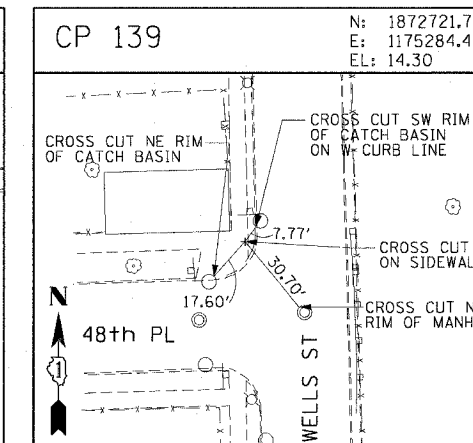 CP 139
N: 1872721.7
E: 1175284.4
EL: 14.30
CROSS CUT NE RIM
OF CATCH BASIN
CROSS CUT SW RIM
OF CATCH BASIN
ON W CURB LINE
7.77'
CROSS CUT
ON
30.70'
17.60'
CROSS CUT
RIM OF
N
1
48th PL
WELLS ST